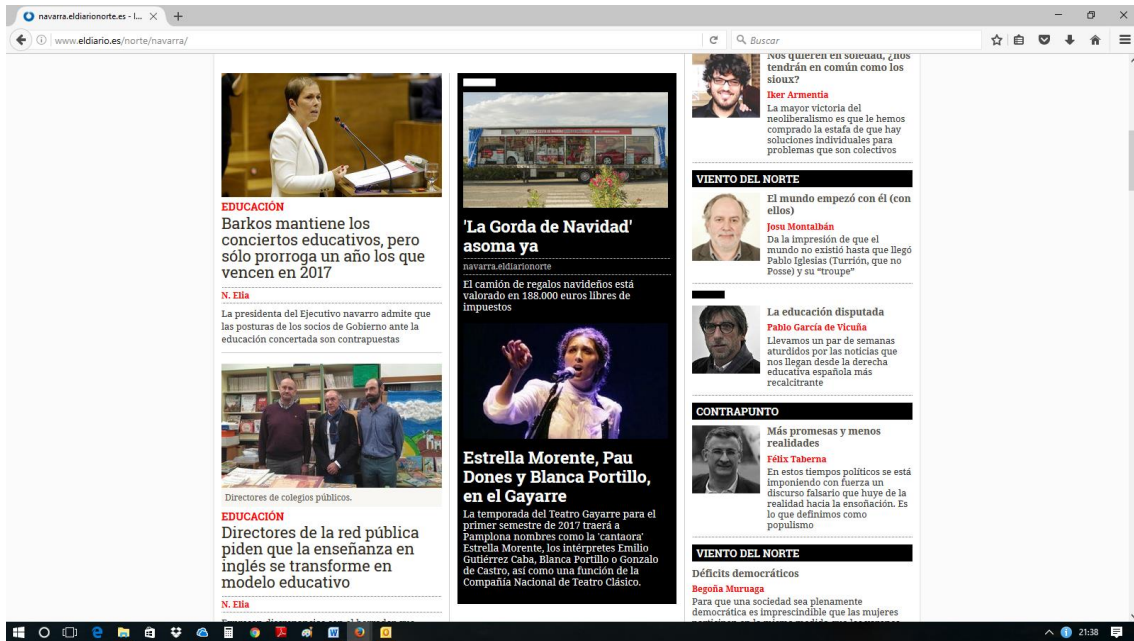 navarra.eldiarionorte.es - l...
www.eldiario.es/norte/navarra/
Buscar
EDUCACIÓN
Barkos mantiene los
conciertos educativos, pero
sólo prorroga un año los que
vencen en 2017
N. Elia
La presidenta del Ejecutivo navarro admite que
las posturas de los socios de Gobierno ante la
educación concertada son contrapuestas
Directores de colegios públicos.
EDUCACIÓN
Directores de la red pública
piden que la enseñanza en
inglés se transforme en
modelo educativo
N. Elia
'La Gorda de Navidad'
asoma ya
navarra.eldiarionorte
El camión de regalos navideños está
valorado en 188.000 euros libres de
impuestos
Estrella Morente, Pau
Dones y Blanca Portillo,
en el Gayarre
La temporada del Teatro Gayarre para el
primer semestre de 2017 traerá a
Pamplona nombres como la 'cantaora'
Estrella Morente, los intérpretes Emilio
Gutiérrez Caba, Blanca Portillo o Gonzalo
de Castro, así como una función de la
Compañía Nacional de Teatro Clásico.
Nos quieren en soledad, ¿nos
tendrán en común como los
sioux?
Iker Armentia
La mayor victoria del
neoliberalismo es que le hemos
comprado la estafa de que hay
soluciones individuales para
problemas que son colectivos
VIENTO DEL NORTE
El mundo empezó con él (con
ellos)
Josu Montalbán
Da la impresión de que el
mundo no existió hasta que llegó
Pablo Iglesias (Turrión, que no
Posse) y su “troupe”
La educación disputada
Pablo García de Vicuña
Llevamos un par de semanas
aturdidos por las noticias que
nos llegan desde la derecha
educativa española más
recalcitrante
CONTRAPUNTO
Más promesas y menos
realidades
Félix Taberna
En estos tiempos políticos se está
imponiendo con fuerza un
discurso falsario que huye de la
realidad hacia la ensoñación. Es
lo que definimos como
populismo
VIENTO DEL NORTE
Déficits democráticos
Begoña Muruaga
Para que una sociedad sea plenamente
democrática es imprescindible que las mujeres
21:38